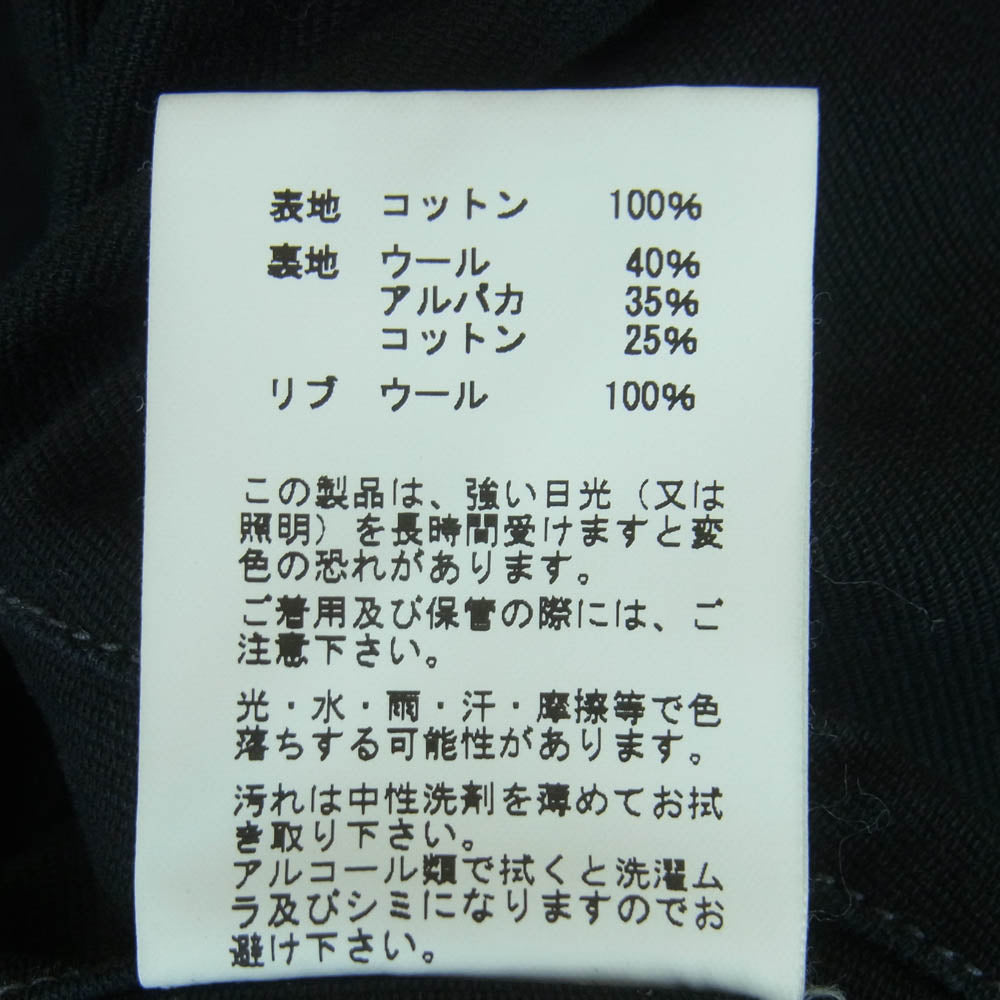 表地 コットン 100%
裏地 ウール 40%
アルパカ 35%
コットン 25%
リブ ウール 100%
この製品は、強い日光（又は
照明）を長時間受けますと変
色の恐れがあります。
ご着用及び保管の際には、ご
注意下さい。
光・水・雨・汗・摩擦等で色
落ちする可能性があります。
汚れは中性洗剤を薄めてお拭
き取り下さい。
アルコール類で拭くと洗濯ム
ラ及びシミになりますのでお
避け下さい。